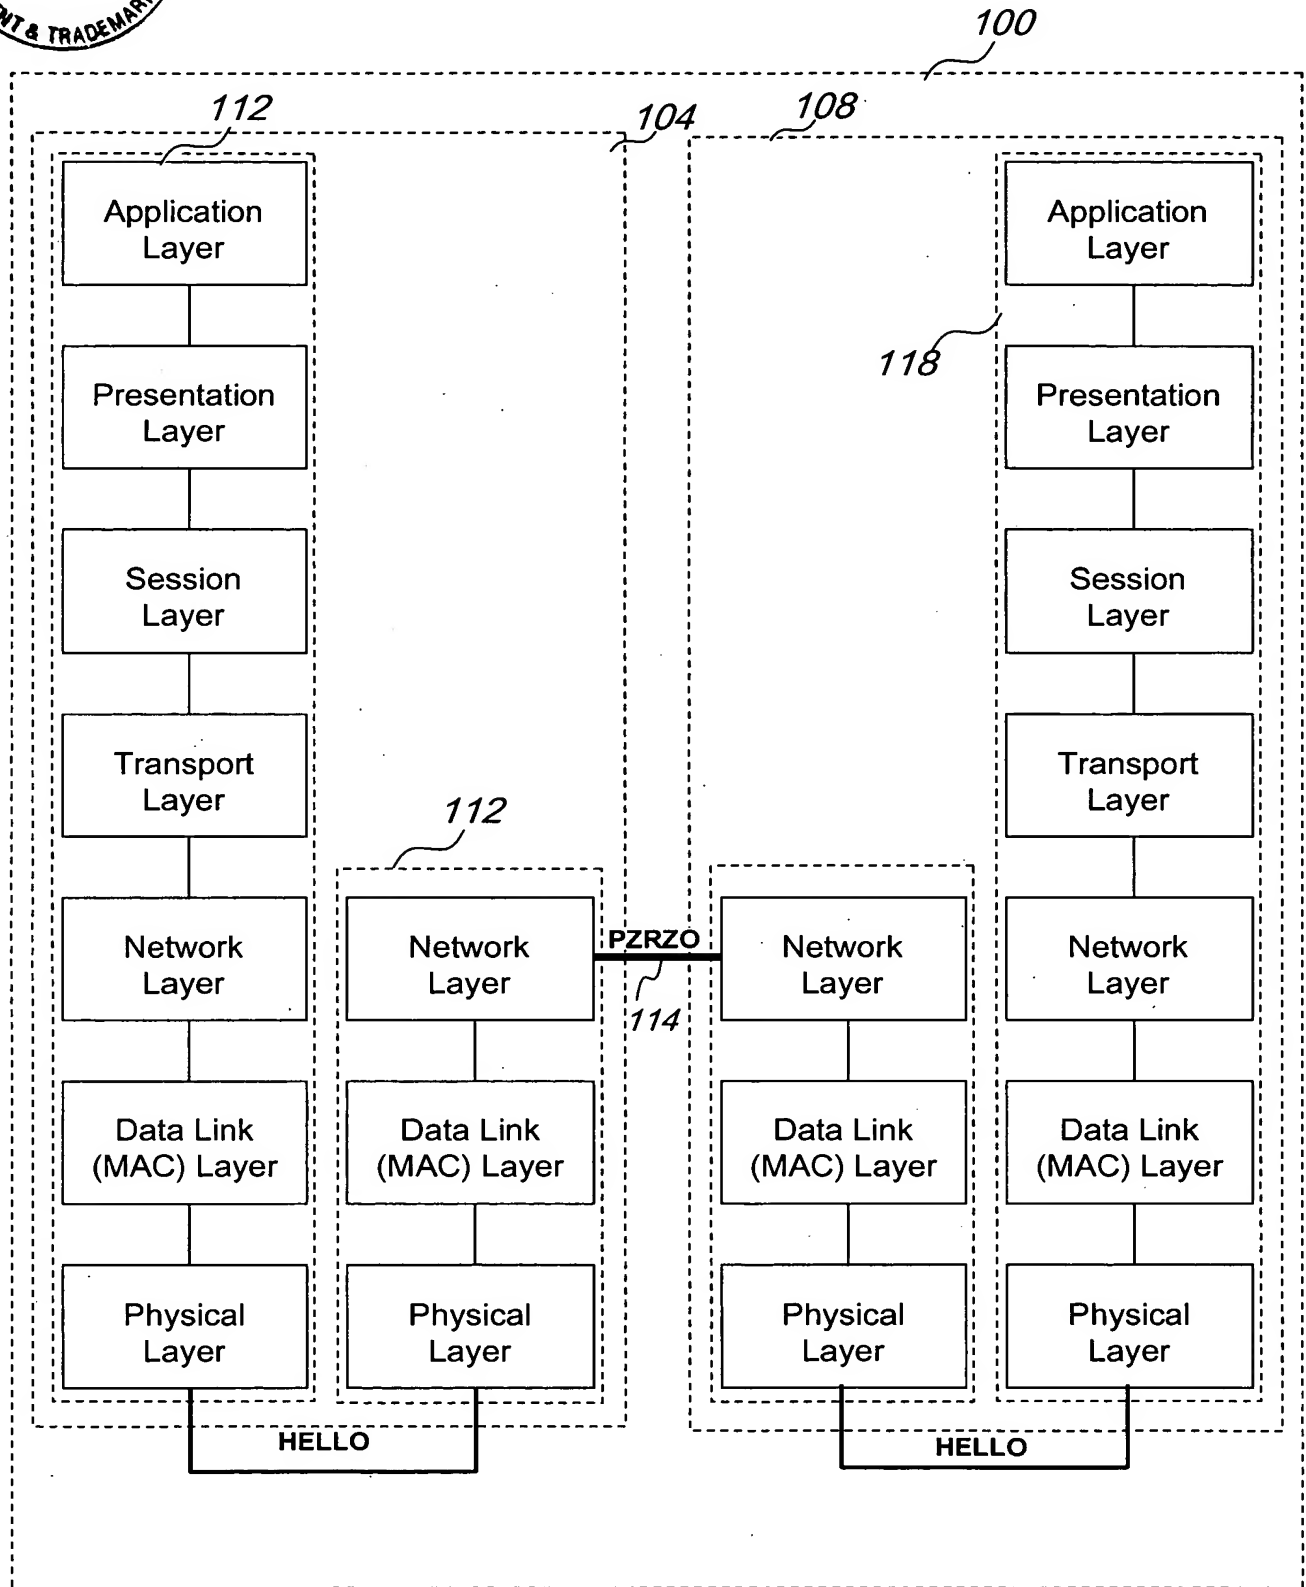 NT & TRADEMAR
100
112
104
108
Application
Layer
Presentation
Layer
Session
Layer
Transport
Layer
Network
Layer
Data Link
(MAC) Layer
Physical
Layer
112
Network
Layer
Data Link
(MAC) Layer
Physical
Layer
HELLO
PZRZO
114
Network
Layer
Data Link
(MAC) Layer
Physical
Layer
118
Application
Layer
Presentation
Layer
Session
Layer
Transport
Layer
Network
Layer
Data Link
(MAC) Layer
Physical
Layer
HELLO